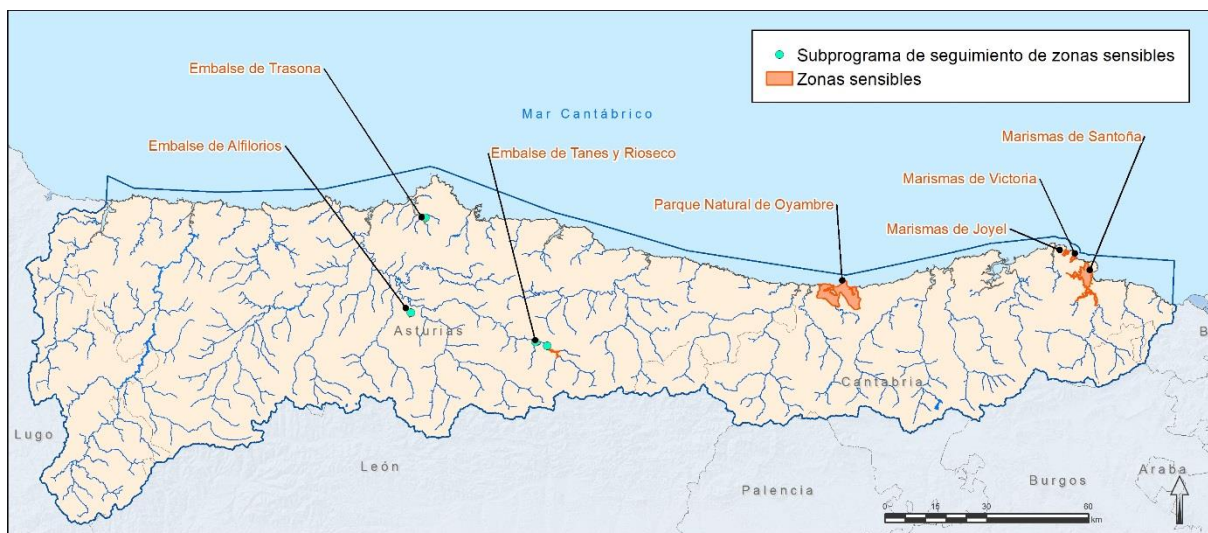 Subprograma de seguimiento de zonas sensibles
Zonas sensibles
Embalse de Trasona
Mar Cantábrico
Marismas de Santoña
Embalse de Alfilorios
Embalse de Tanes y Rioseco
Marismas de Victoria
Parque Natural de Oyambre
Marismas de Joyel
Asturias
B
Cantabria
Lugo
León
Palencia
Burgos
Araba
0 15 30 60
km